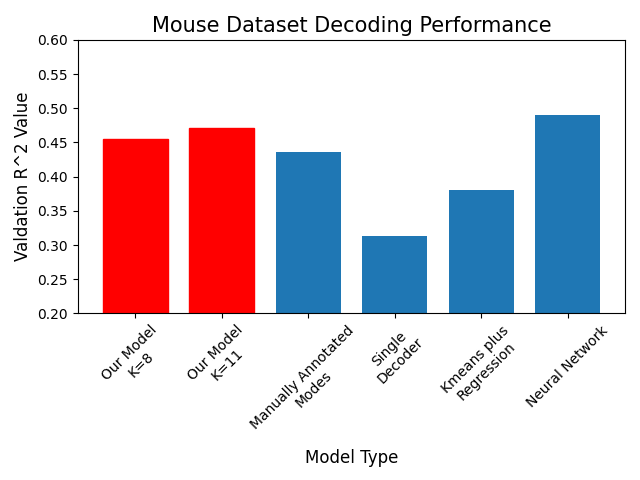 Mouse Dataset Decoding Performance
0.60
0.55
0.50
0.45
0.40
0.35
0.30
0.25
0.20
Valdation R^2 Value
Our Model
K=8
Our Model
K=11
Manually Annotated
Modes
Single
Decoder
Kmeans plus
Regression
Neural Network
Model Type